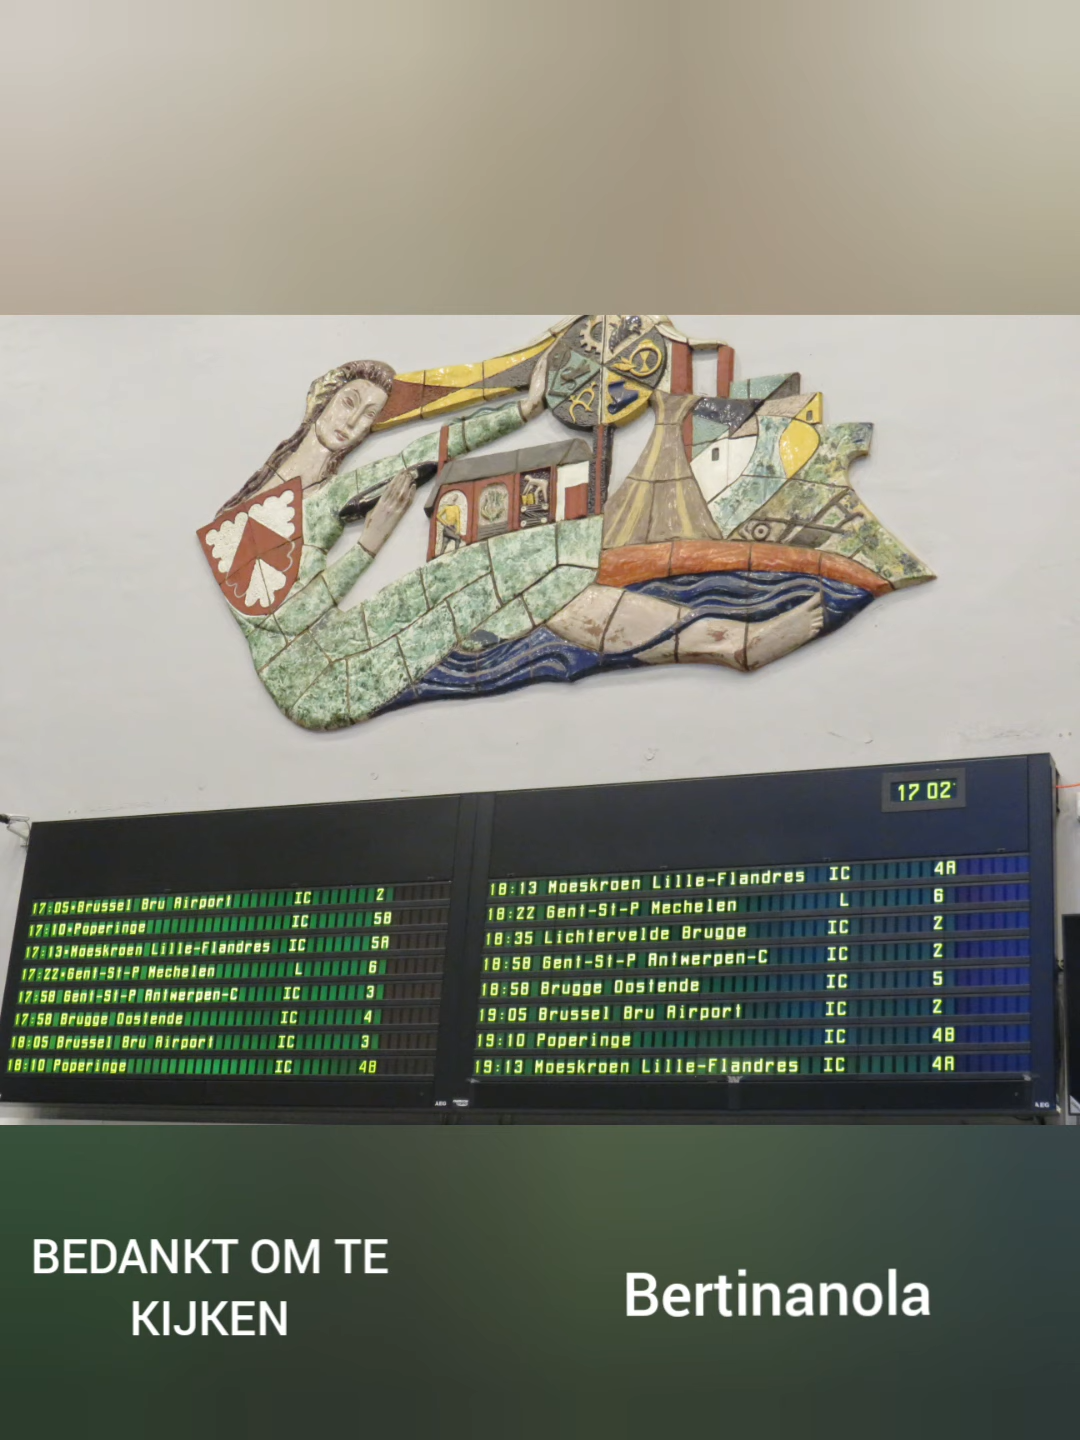 17 02
17:05*Brussel Bru Airport IC 2
17:10*Poperinge IC 5B
17:13*Moeskroen Lille-Flandres IC 5A
17:22*Gent-St-P Mechelen L 6
17:58 Gent-St-P Antwerpen-C IC 3
17:58 Brugge Oostende IC 4
18:05 Brussel Bru Airport IC 3
18:10 Poperinge IC 4B
18:13 Moeskroen Lille-Flandres IC 4A
18:22 Gent-St-P Mechelen L 6
18:35 Lichtervelde Brugge IC 2
18:58 Gent-St-P Antwerpen-C IC 2
18:58 Brugge Oostende IC 5
19:05 Brussel Bru Airport IC 2
19:10 Poperinge IC 4B
19:13 Moeskroen Lille-Flandres IC 4A
AEG
AEG
BEDANKT OM TE
KIJKEN
Bertinanola